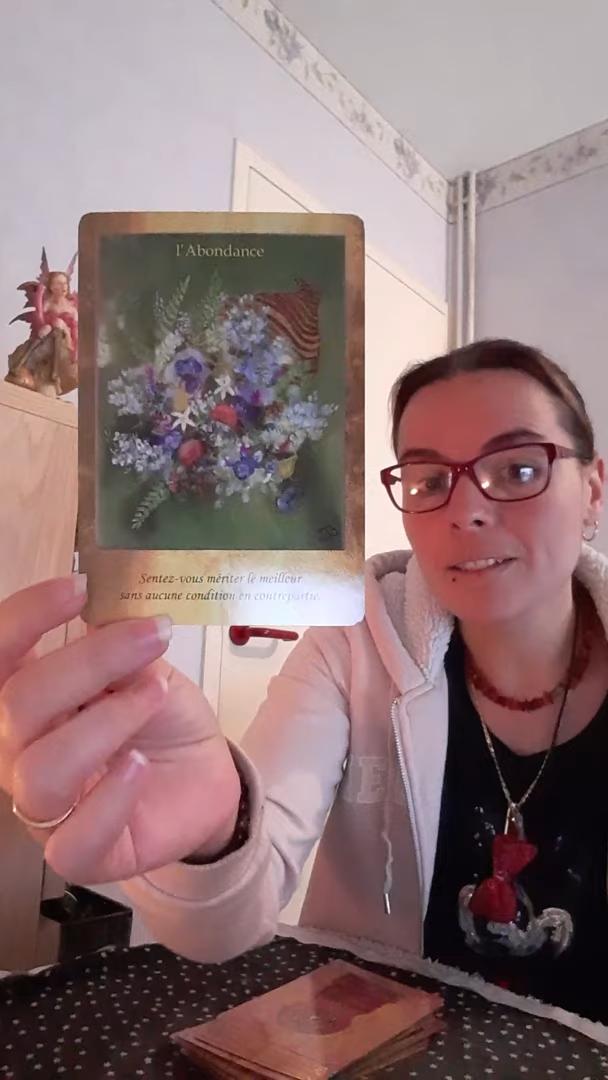 l'Abondance
Sentez-vous mériter le meilleur
sans aucune condition en contrepartie.